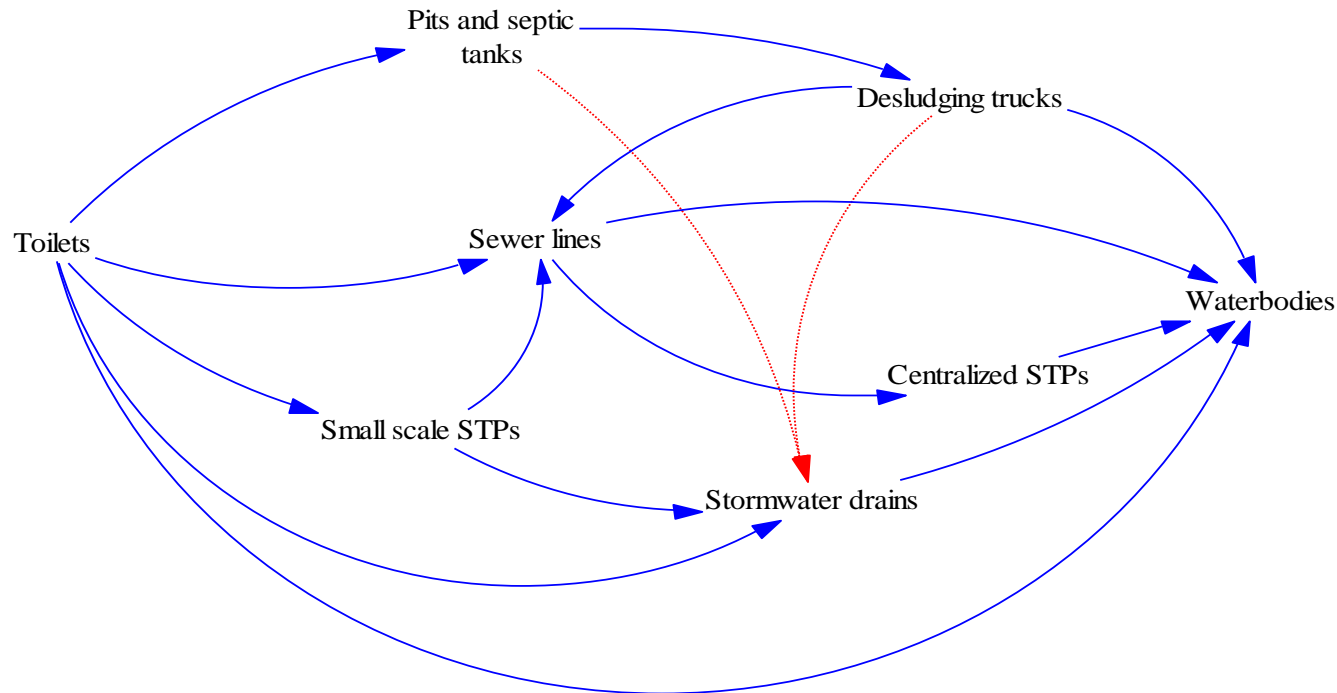 Pits and septic
tanks
Desludging trucks
Toilets
Sewer lines
Waterbodies
Centralized STPs
Small scale STPs
Stormwater drains